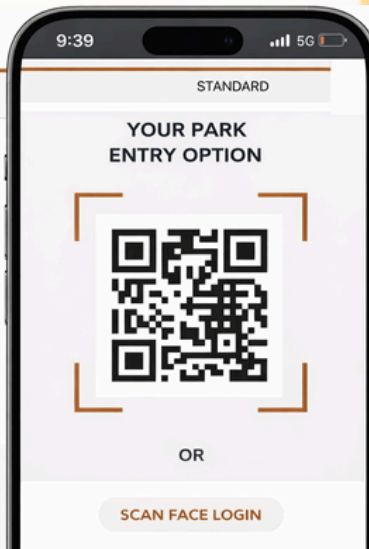 9:39
5G
STANDARD
YOUR PARK
ENTRY OPTION
OR
SCAN FACE LOGIN